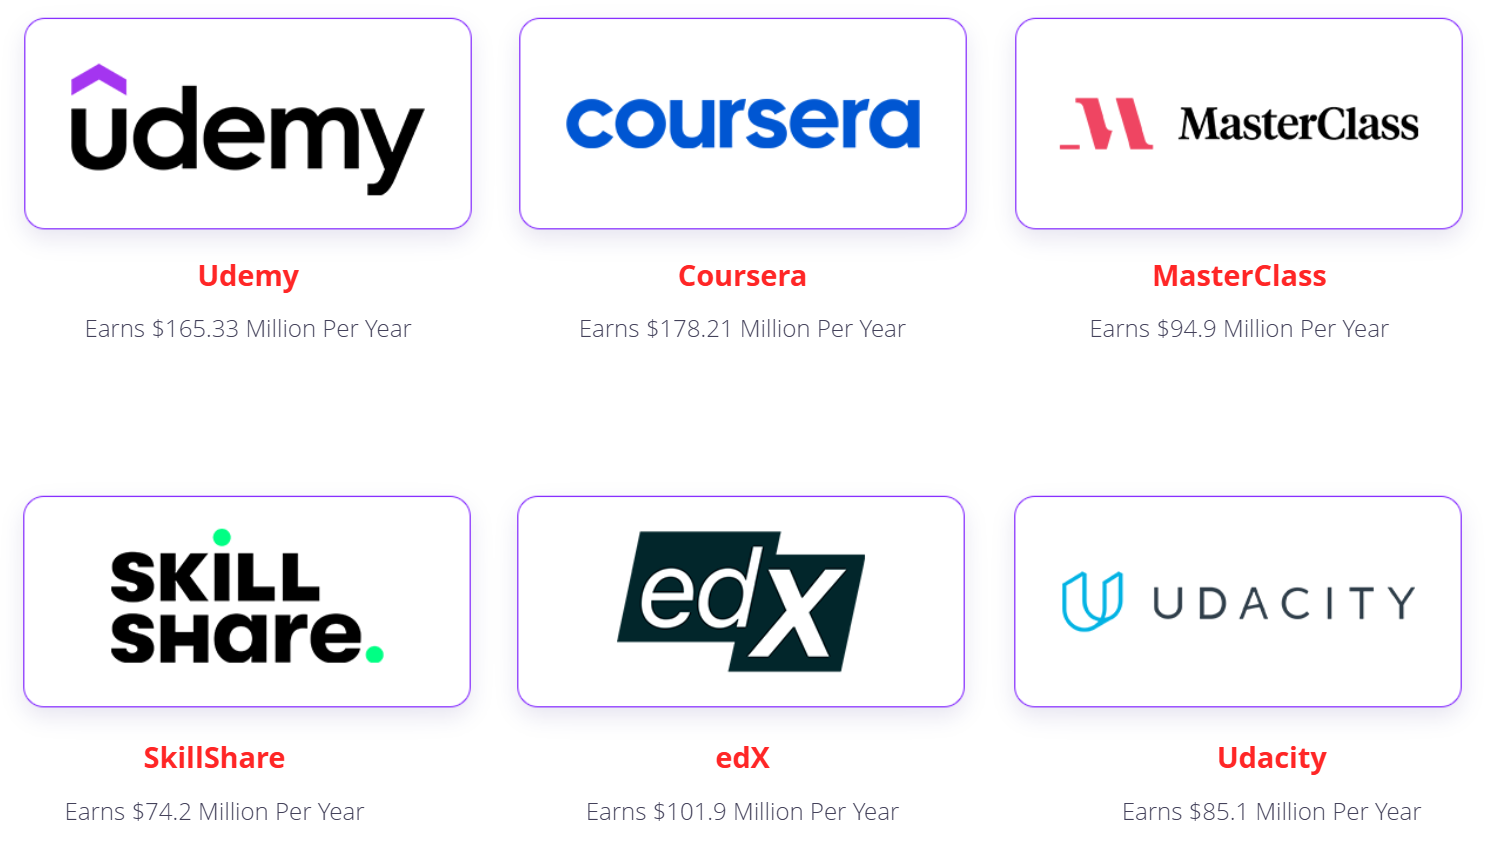 udemy
coursera
MasterClass
Udemy
Coursera
MasterClass
Earns $165.33 Million Per Year
Earns $178.21 Million Per Year
Earns $94.9 Million Per Year
SKiLL
SHare.
edX
UDACITY
SkillShare
edX
Udacity
Earns $74.2 Million Per Year
Earns $101.9 Million Per Year
Earns $85.1 Million Per Year